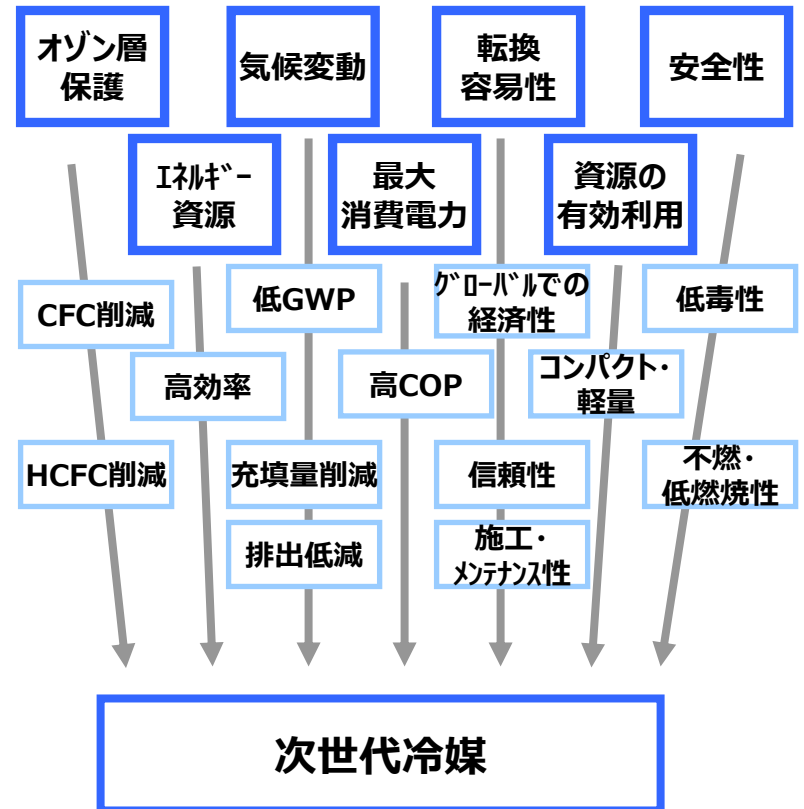 オゾン層
保護
気候変動
転換
容易性
安全性
ｴﾈﾙｷﾞｰ
資源
最大
消費電力
資源の
有効利用
CFC削減
低GWP
ｸﾞﾛｰﾊﾞﾙでの
経済性
低毒性
高効率
高COP
コンパクト・
軽量
HCFC削減
充填量削減
信頼性
不燃・
低燃焼性
排出低減
施工・
ﾒﾝﾃﾅﾝｽ性
次世代冷媒